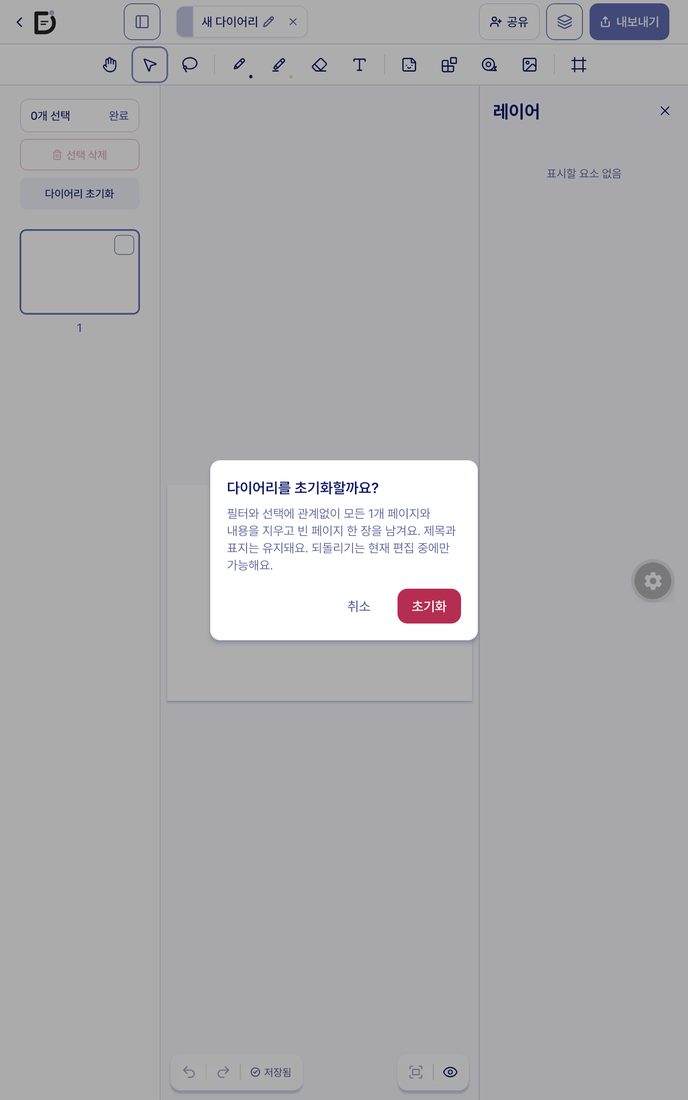 새 다이어리
공유
내보내기
0개 선택
완료
선택 삭제
다이어리 초기화
1
레이어
표시할 요소 없음
다이어리를 초기화할까요?
필터와 선택에 관계없이 모든 1개 페이지와
내용을 지우고 빈 페이지 한 장을 남겨요. 제목과
표지는 유지돼요. 되돌리기는 현재 편집 중에만
가능해요.
취소
초기화
저장됨